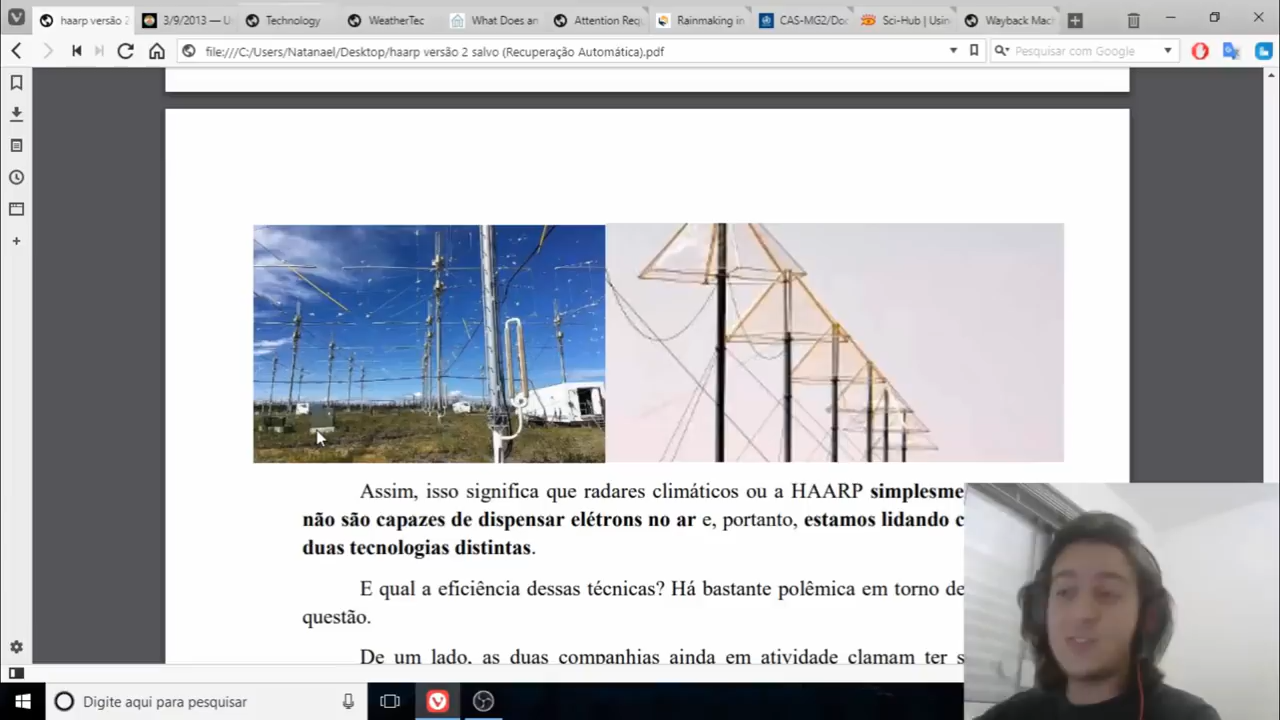 haarp versão 2
3/9/2013 — U
Technology
WeatherTec
What Does an
Attention Req
Rainmaking in
CAS-MG2/Do
Sci-Hub | Usin
Wayback Mac
file:///C:/Users/Natanael/Desktop/haarp versão 2 salvo (Recuperação Automática).pdf
Pesquisar com Google
Assim, isso significa que radares climáticos ou a HAARP simplesme
não são capazes de dispensar elétrons no ar e, portanto, estamos lidando c
duas tecnologias distintas.
E qual a eficiência dessas técnicas? Há bastante polêmica em torno de
questão.
De um lado, as duas companhias ainda em atividade clamam ter s
Digite aqui para pesquisar